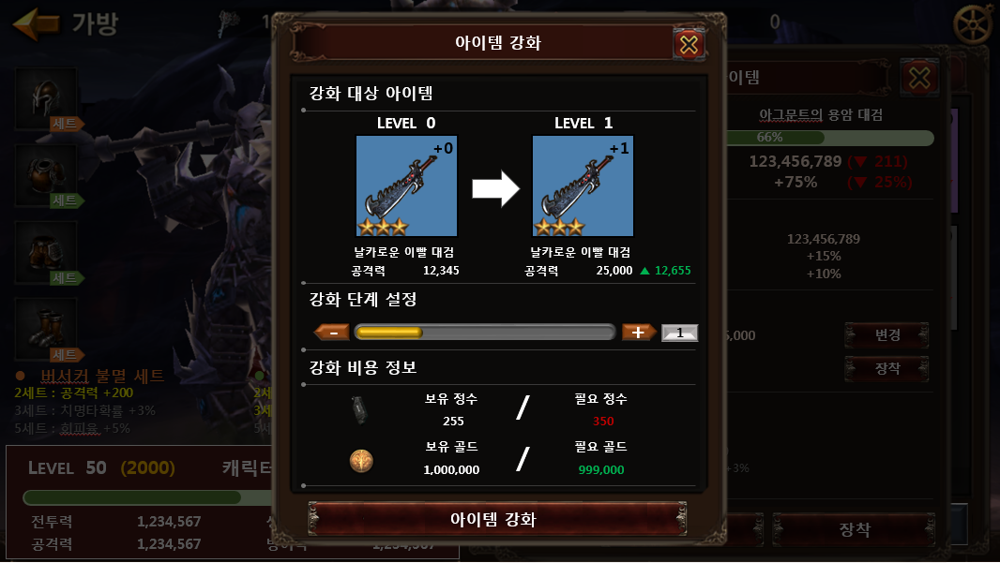 가방
0
아이템 강화
강화 대상 아이템
LEVEL 0
LEVEL 1
+0
+1
날카로운 이빨 대검
날카로운 이빨 대검
공격력 12,345
공격력 25,000 ▲ 12,655
강화 단계 설정
- + 1
강화 비용 정보
보유 정수 / 필요 정수
255 350
보유 골드 / 필요 골드
1,000,000 999,000
아이템 강화
세트
세트
세트
세트
버서커 불멸 세트
2세트 : 공격력 +200
3세트 : 치명타확률 +3%
5세트 : 회피율 +5%
LEVEL 50 (2000)
전투력 1,234,567
공격력 1,234,567
아그문트의 용암 대검
66%
123,456,789 (▼ 211)
+75% (▼ 25%)
123,456,789
+15%
+10%
변경
장착
+3%
장착